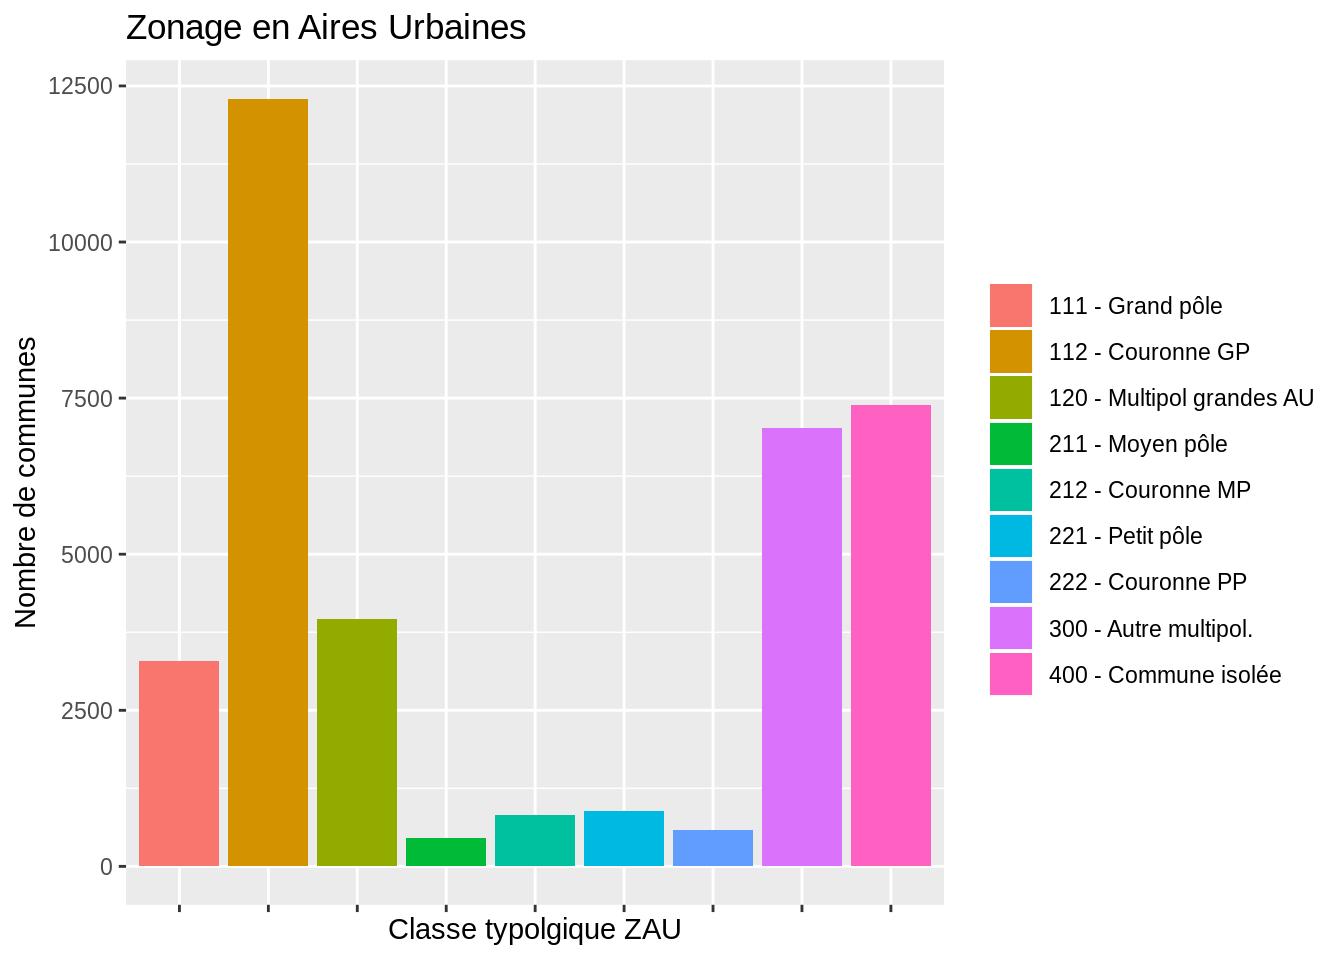 Zonage en Aires Urbaines
12500
10000
7500
5000
2500
0
Nombre de communes
Classe typolgique ZAU
111 - Grand pôle
112 - Couronne GP
120 - Multipol grandes AU
211 - Moyen pôle
212 - Couronne MP
221 - Petit pôle
222 - Couronne PP
300 - Autre multipol.
400 - Commune isolée